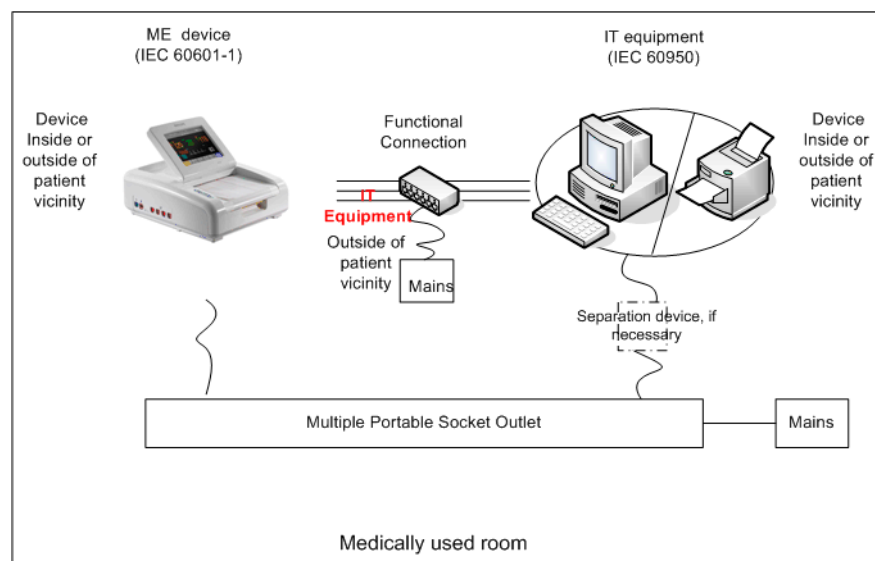 ME device
(IEC 60601-1)
IT equipment
(IEC 60950)
Device
Inside or
outside of
patient
vicinity
Functional
Connection
IT
Equipment
Outside of
patient
vicinity
Mains
Device
Inside or
outside of
patient
vicinity
Separation device, if
necessary
Multiple Portable Socket Outlet
Mains
Medically used room